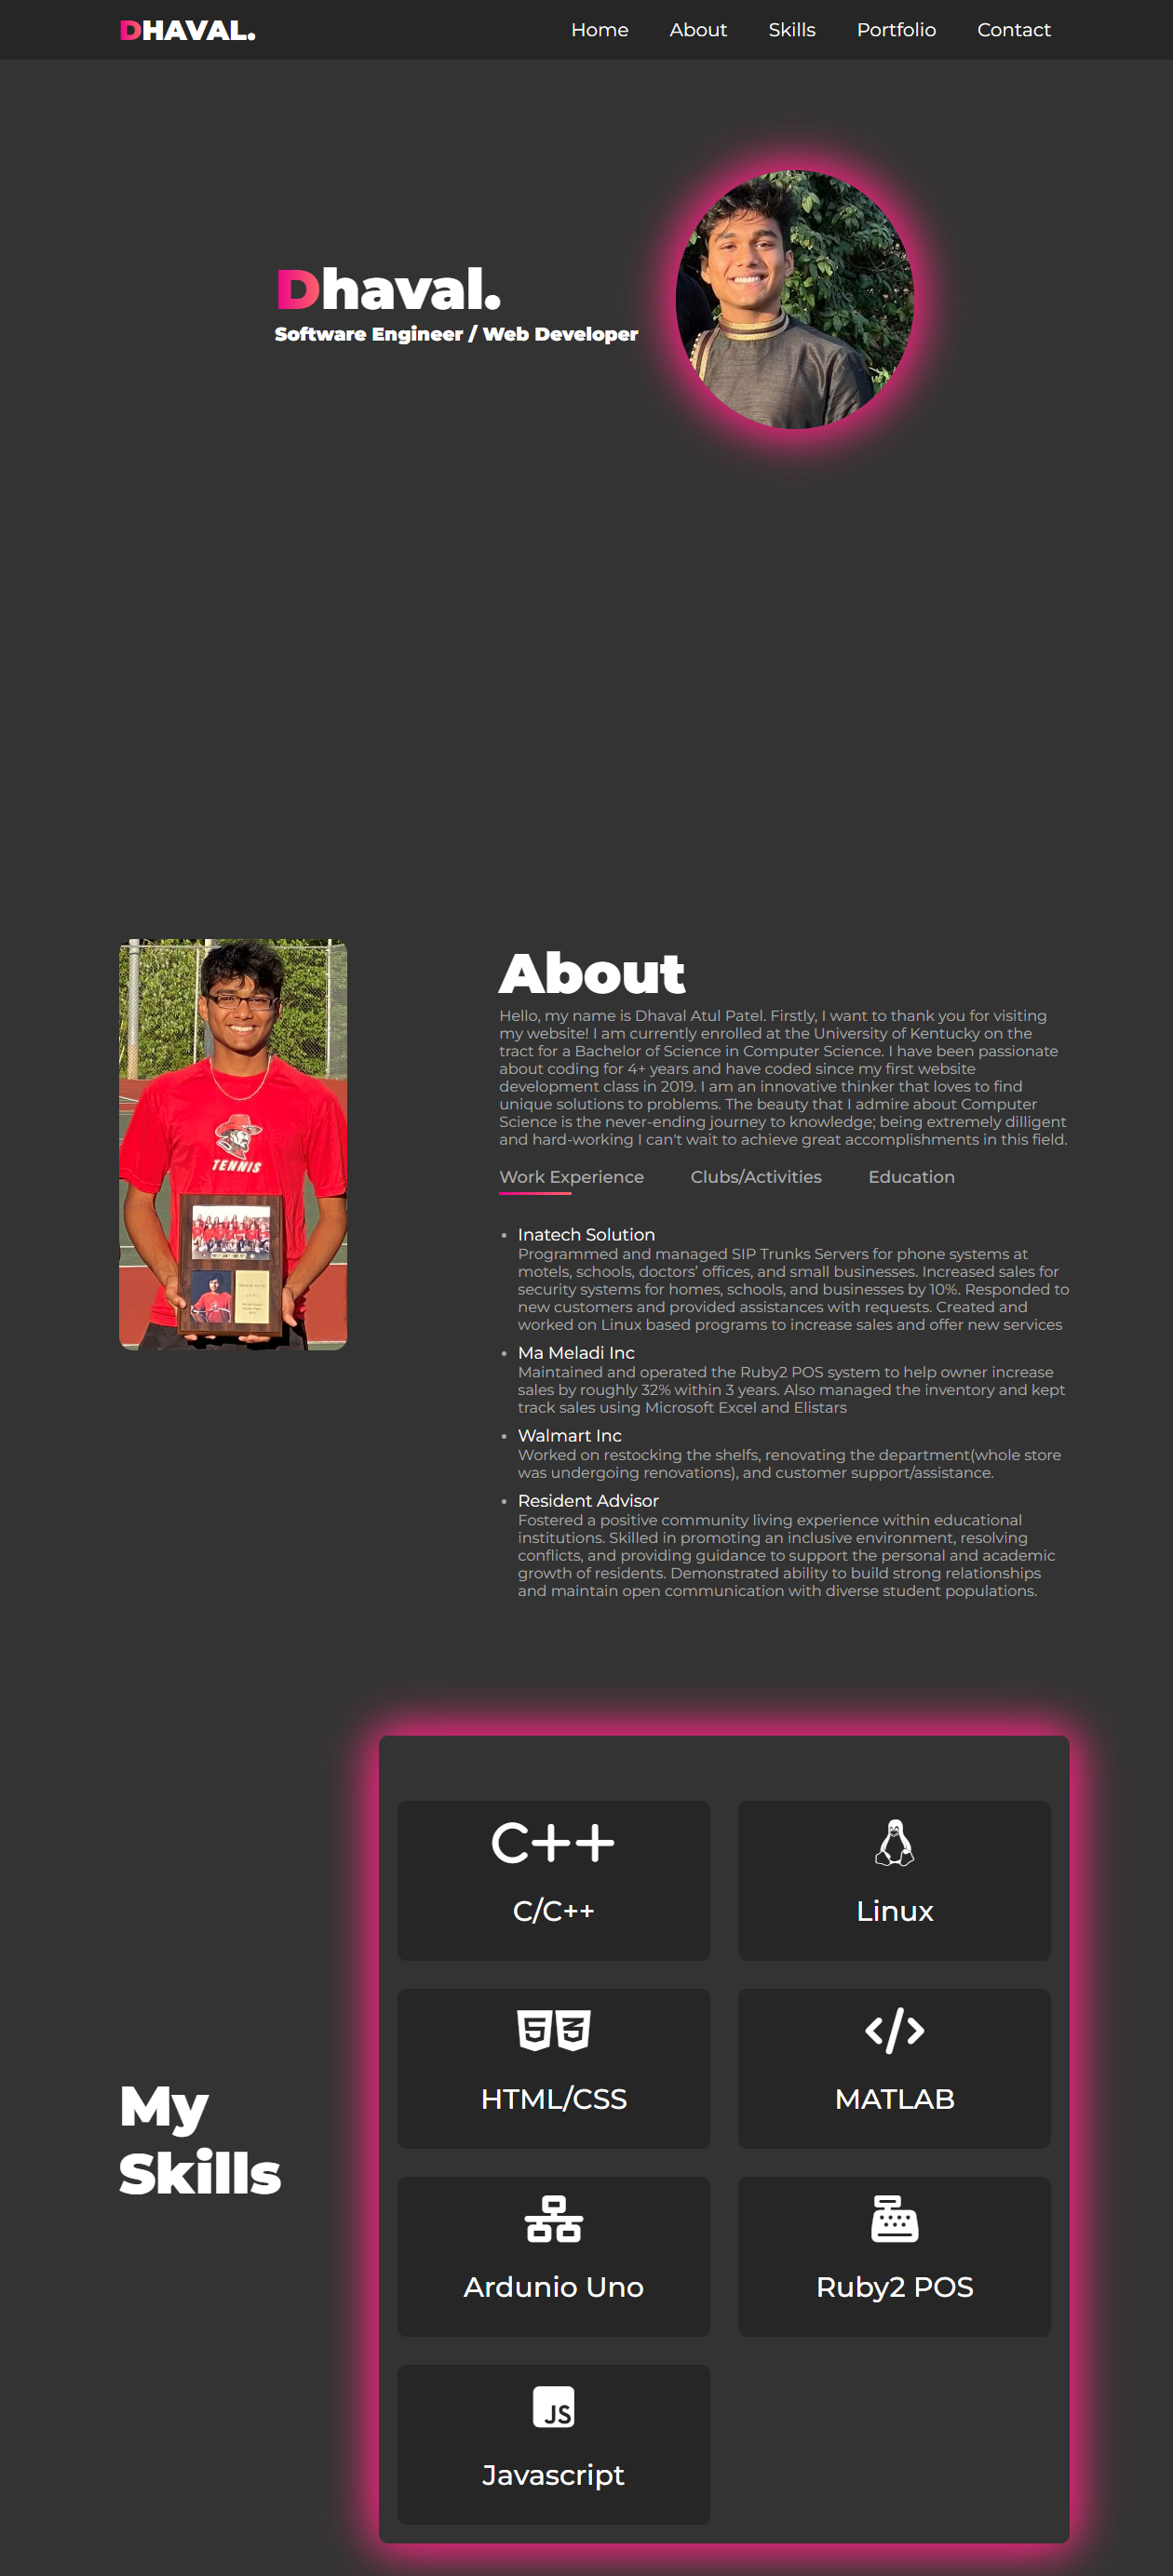 DHAVAL.
Home About Skills Portfolio Contact
Dhaval.
Software Engineer / Web Developer
About
Hello, my name is Dhaval Atul Patel. Firstly, I want to thank you for visiting
my website! I am currently enrolled at the University of Kentucky on the
tract for a Bachelor of Science in Computer Science. I have been passionate
about coding for 4+ years and have coded since my first website
development class in 2019. I am an innovative thinker that loves to find
unique solutions to problems. The beauty that I admire about Computer
Science is the never-ending journey to knowledge; being extremely dilligent
and hard-working I can't wait to achieve great accomplishments in this field.
TENNIS
Work Experience Clubs/Activities Education
• Inatech Solution
Programmed and managed SIP Trunks Servers for phone systems at
motels, schools, doctors' offices, and small businesses. Increased sales for
security systems for homes, schools, and businesses by 10%. Responded to
new customers and provided assistances with requests. Created and
worked on Linux based programs to increase sales and offer new services
• Ma Meladi Inc
Maintained and operated the Ruby2 POS system to help owner increase
sales by roughly 32% within 3 years. Also managed the inventory and kept
track sales using Microsoft Excel and Elistars
• Walmart Inc
Worked on restocking the shelfs, renovating the department(whole store
was undergoing renovations), and customer support/assistance.
• Resident Advisor
Fostered a positive community living experience within educational
institutions. Skilled in promoting an inclusive environment, resolving
conflicts, and providing guidance to support the personal and academic
growth of residents. Demonstrated ability to build strong relationships
and maintain open communication with diverse student populations.
My
Skills
C++
C/C++
Linux
5 3
HTML/CSS
</>
MATLAB
Ardunio Uno
Ruby2 POS
JS
Javascript